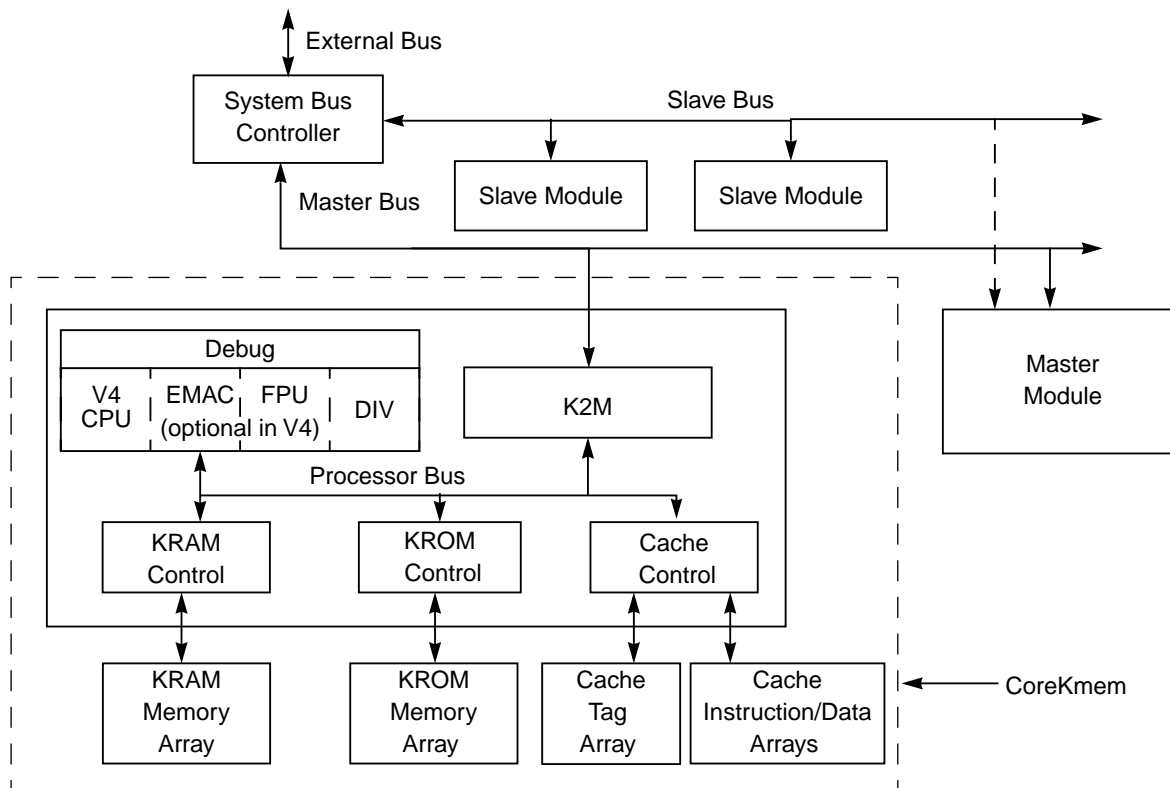 External Bus
System Bus
Controller
Slave Bus
Slave Module
Slave Module
Master Bus
Debug
V4
CPU
EMAC
FPU
(optional in V4)
DIV
K2M
Master
Module
Processor Bus
KRAM
Control
KROM
Control
Cache
Control
KRAM
Memory
Array
KROM
Memory
Array
Cache
Tag
Array
Cache
Instruction/Data
Arrays
CoreKmem